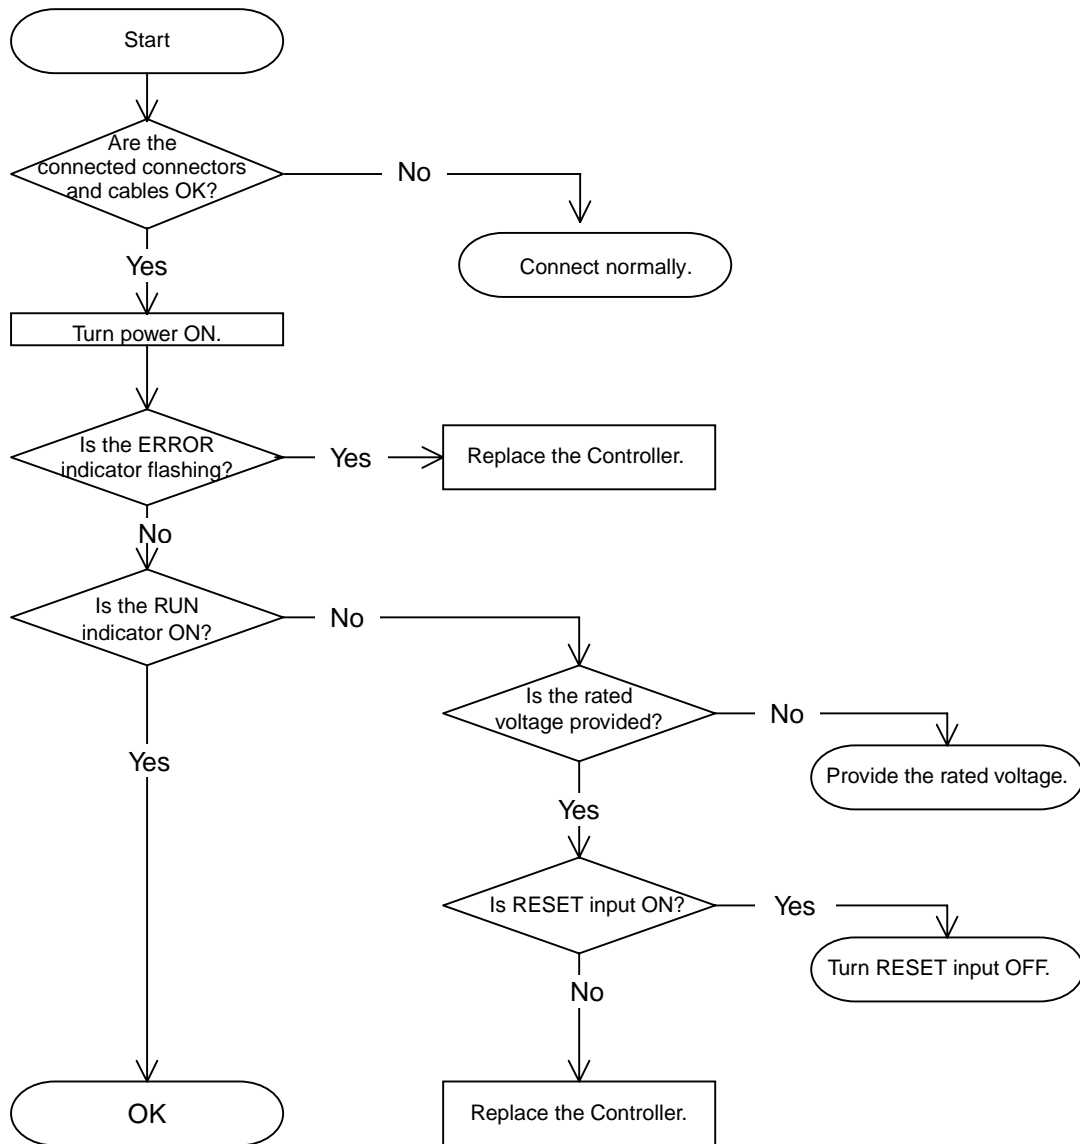 Start
Are the
connected connectors
and cables OK?
No
Connect normally.
Yes
Turn power ON.
Is the ERROR
indicator flashing?
Yes
Replace the Controller.
No
Is the RUN
indicator ON?
No
Is the rated
voltage provided?
No
Provide the rated voltage.
Yes
Yes
Is RESET input ON?
Yes
Turn RESET input OFF.
No
OK
Replace the Controller.